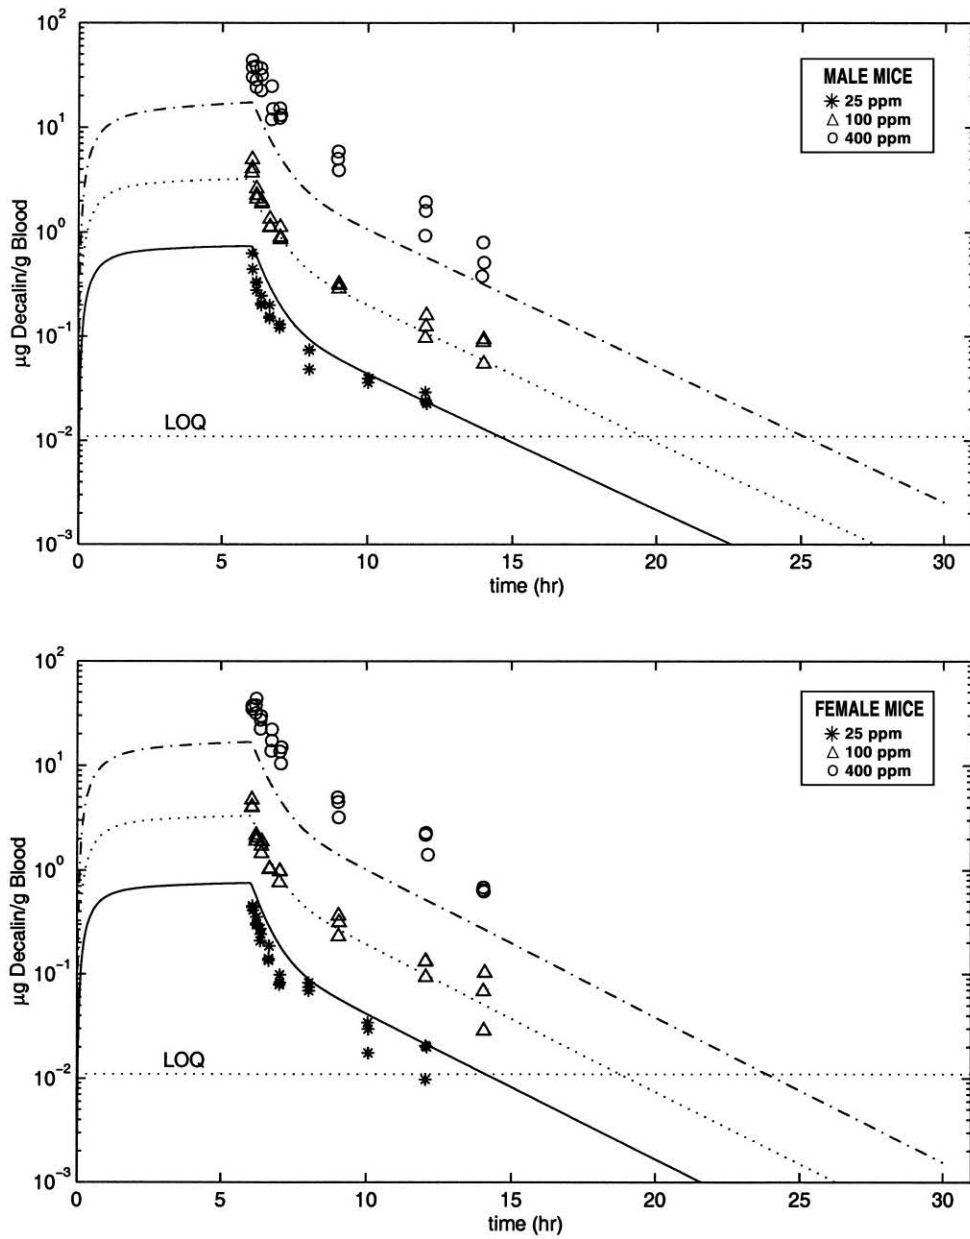 10² 
MALE MICE
25 ppm
100 ppm
400 ppm
10¹
10⁰
10⁻¹
10⁻²
10⁻³
µg Decalin/g Blood
LOQ
0 5 10 15 20 25 30
time (hr)
10²
FEMALE MICE
25 ppm
100 ppm
400 ppm
10¹
10⁰
10⁻¹
10⁻²
10⁻³
µg Decalin/g Blood
LOQ
0 5 10 15 20 25 30
time (hr)